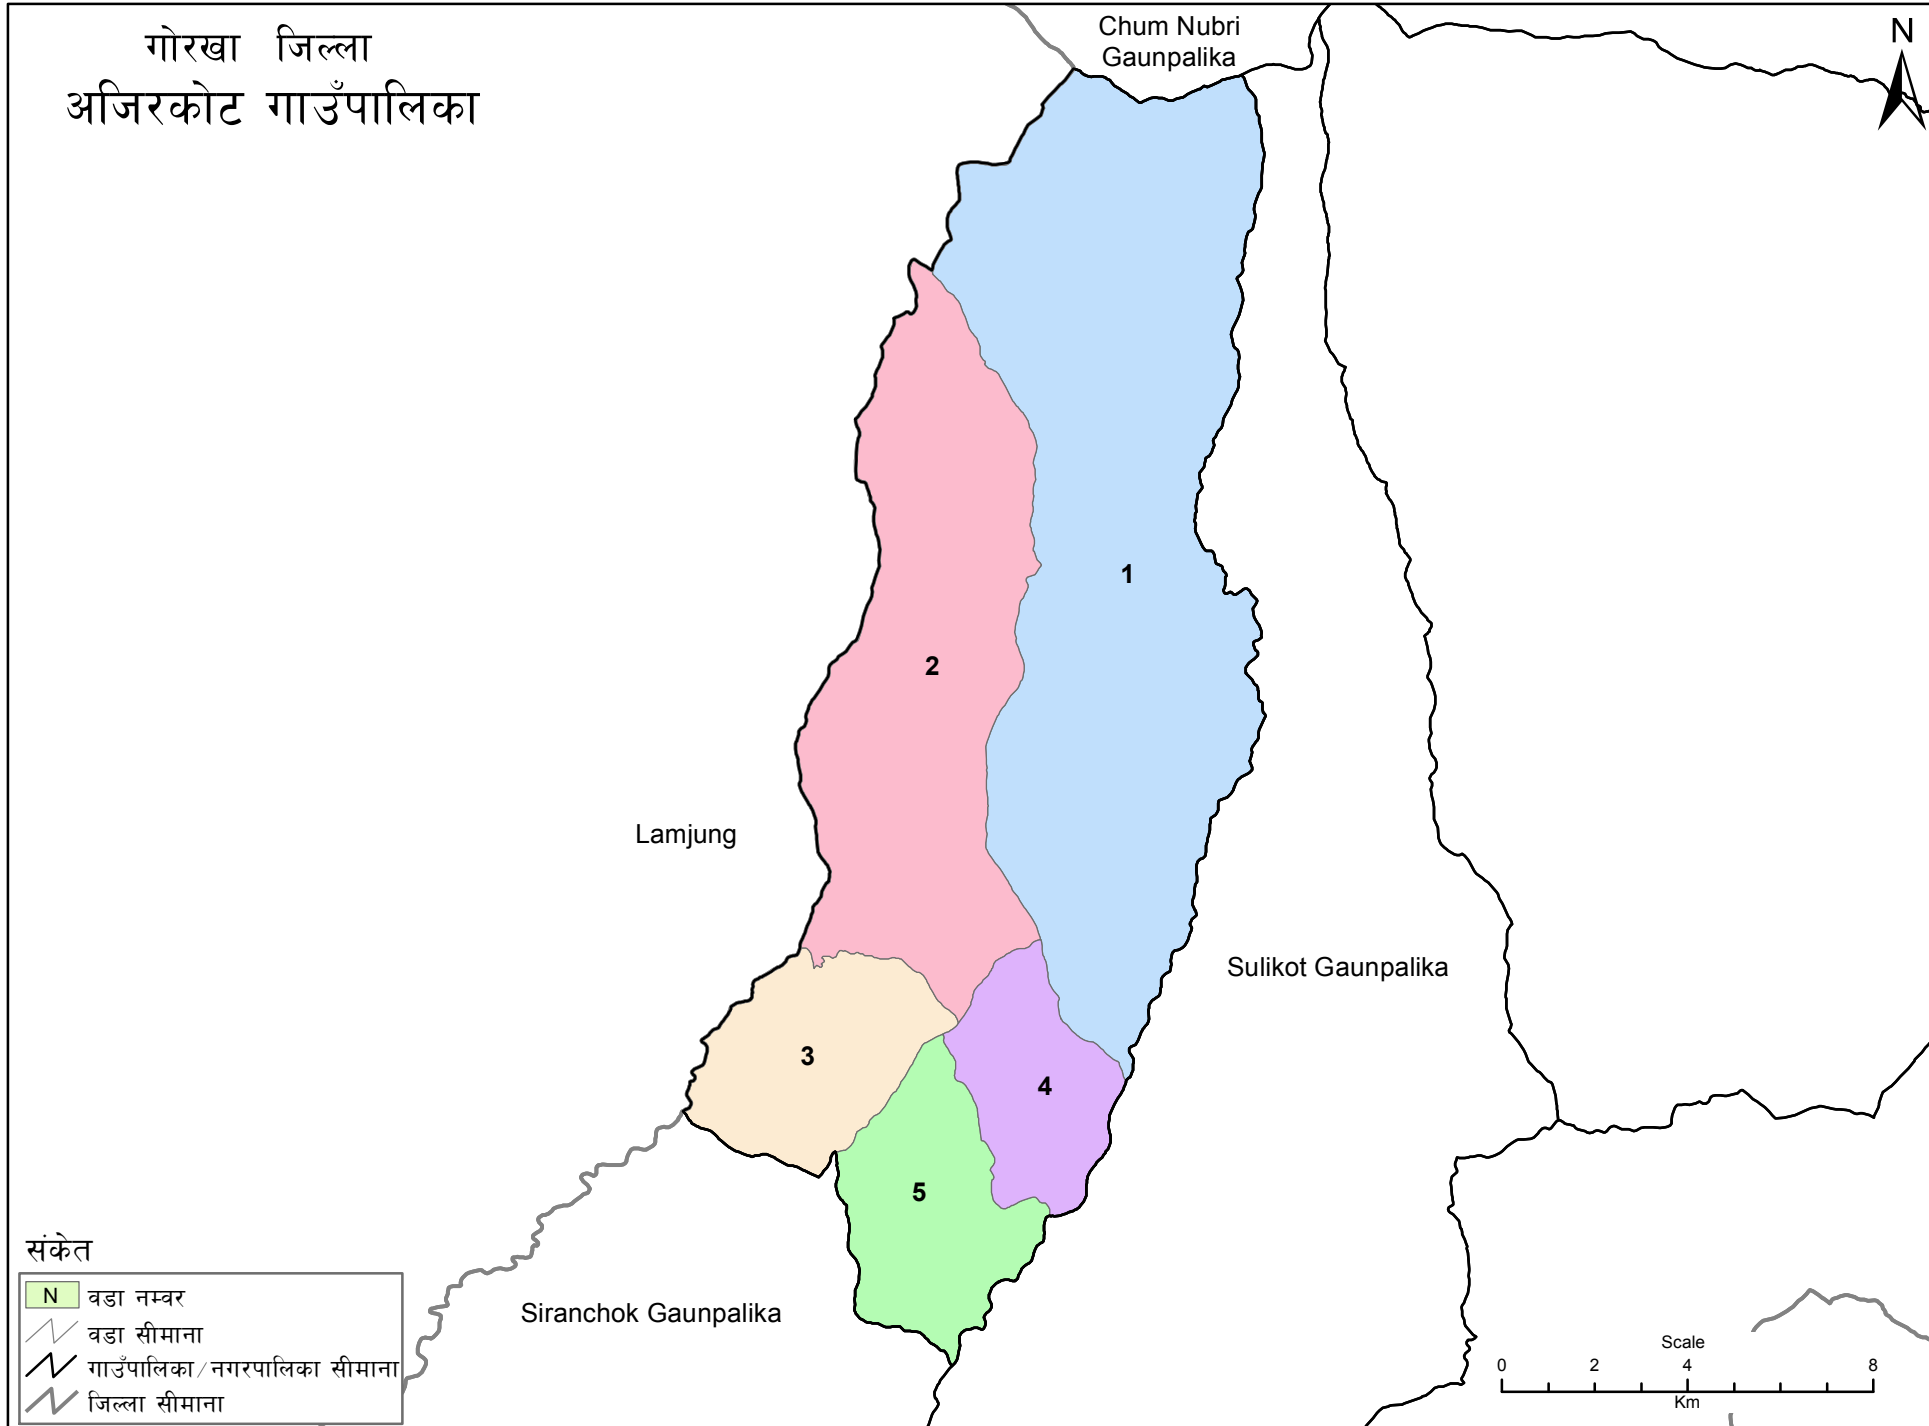 गोरखा जिल्ला
अजिरकोट गाउँपालिका
Chum Nubri
Gaunpalika
N
1
2
Lamjung
Sulikot Gaunpalika
3
4
5
Siranchok Gaunpalika
संकेत
N वडा नम्वर
वडा सीमाना
गाउँपालिका/नगरपालिका सीमाना
जिल्ला सीमाना
Scale
0 2 4 8
Km